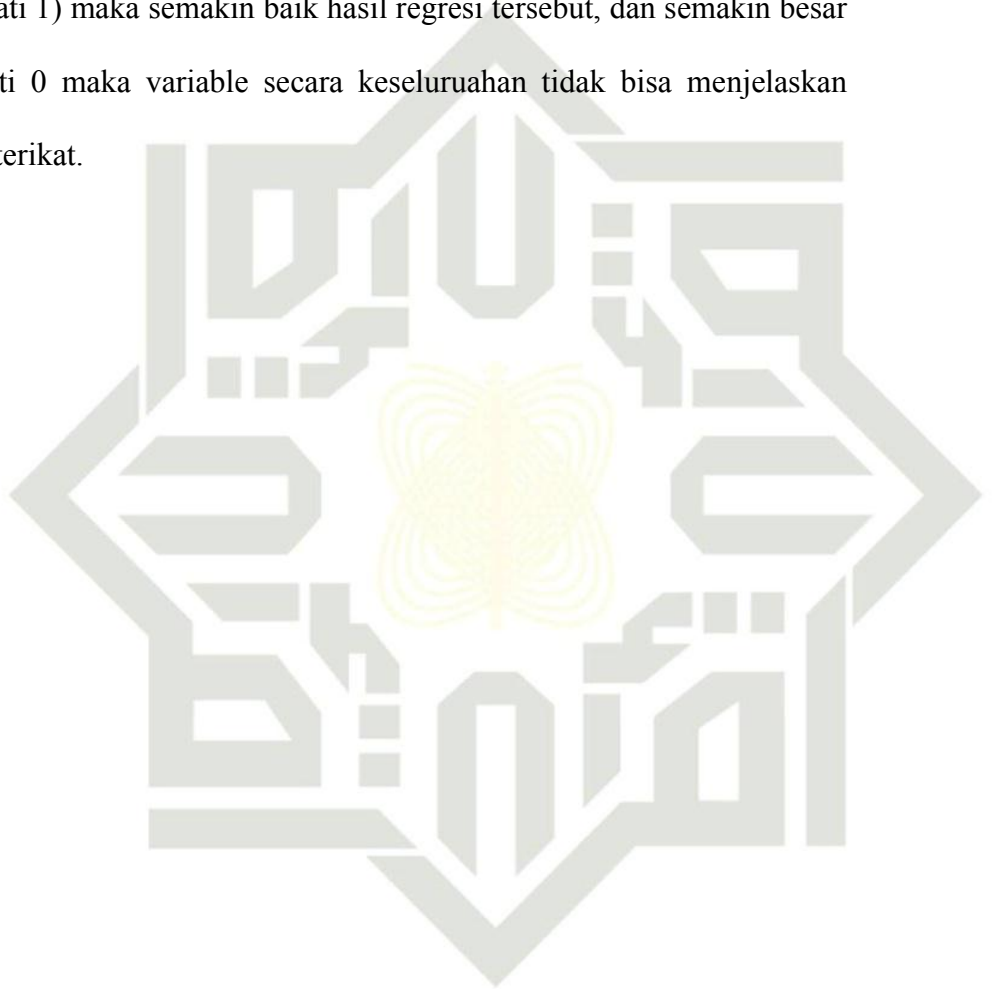 ati 1) maka semakin baik hasil regresi tersebut, dan semakin besar
ti 0 maka variable secara keseluruahan tidak bisa menjelaskan
terikat.